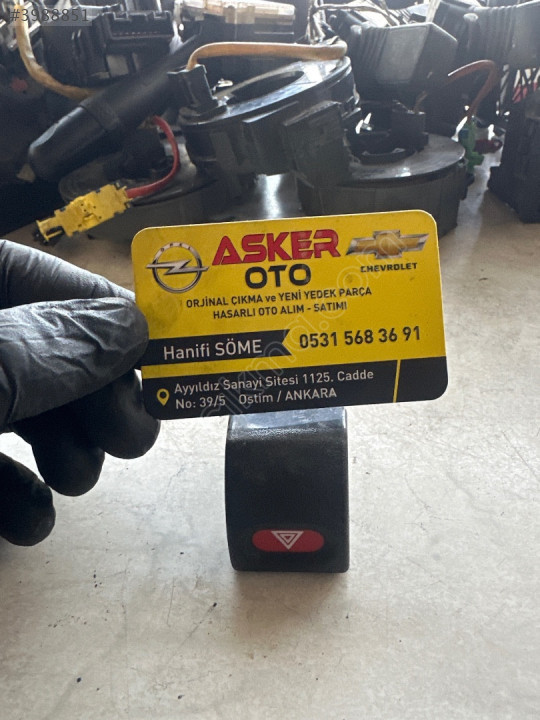 #3988851
ASKER
OTO
CHEVROLET
ORJİNAL ÇIKMA ve YENİ YEDEK PARÇA
HASARLI OTO ALIM - SATIMI
Hanifi SÖME 0531 568 36 91
Ayyıldız Sanayi Sitesi 1125. Cadde
No: 39/5 Ostim / ANKARA